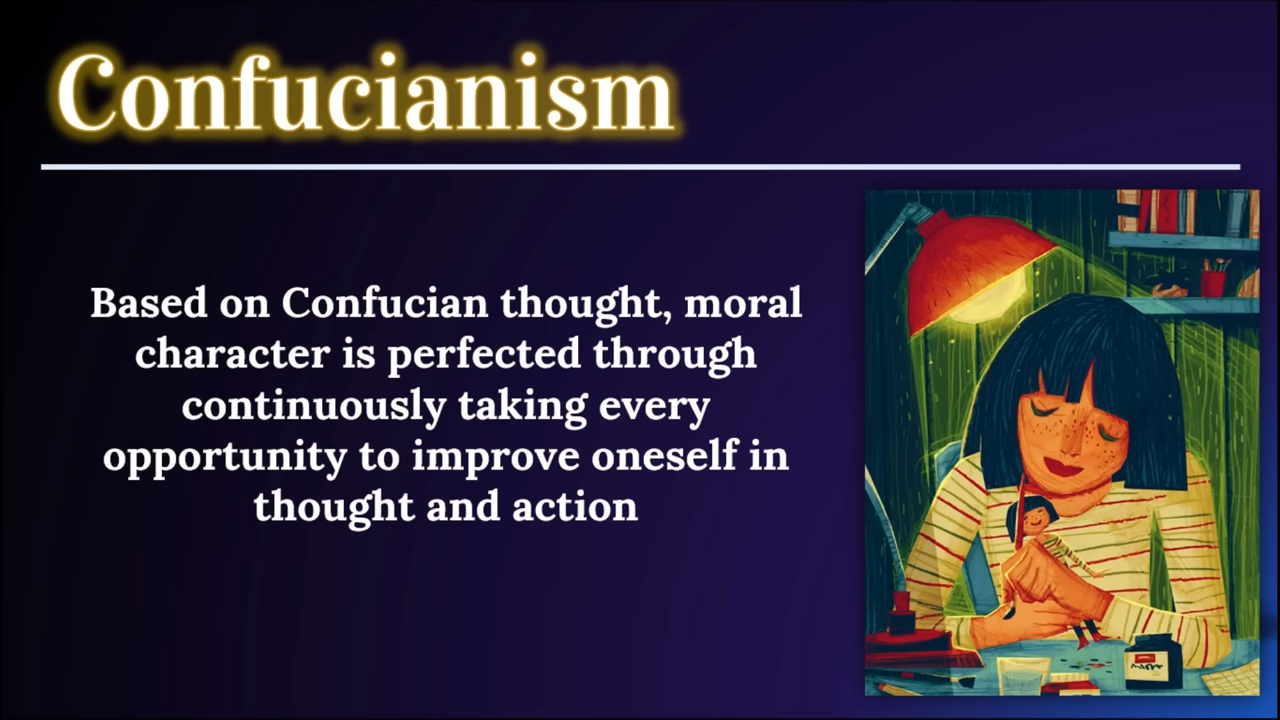 Confucianism
Based on Confucian thought, moral
character is perfected through
continuously taking every
opportunity to improve oneself in
thought and action